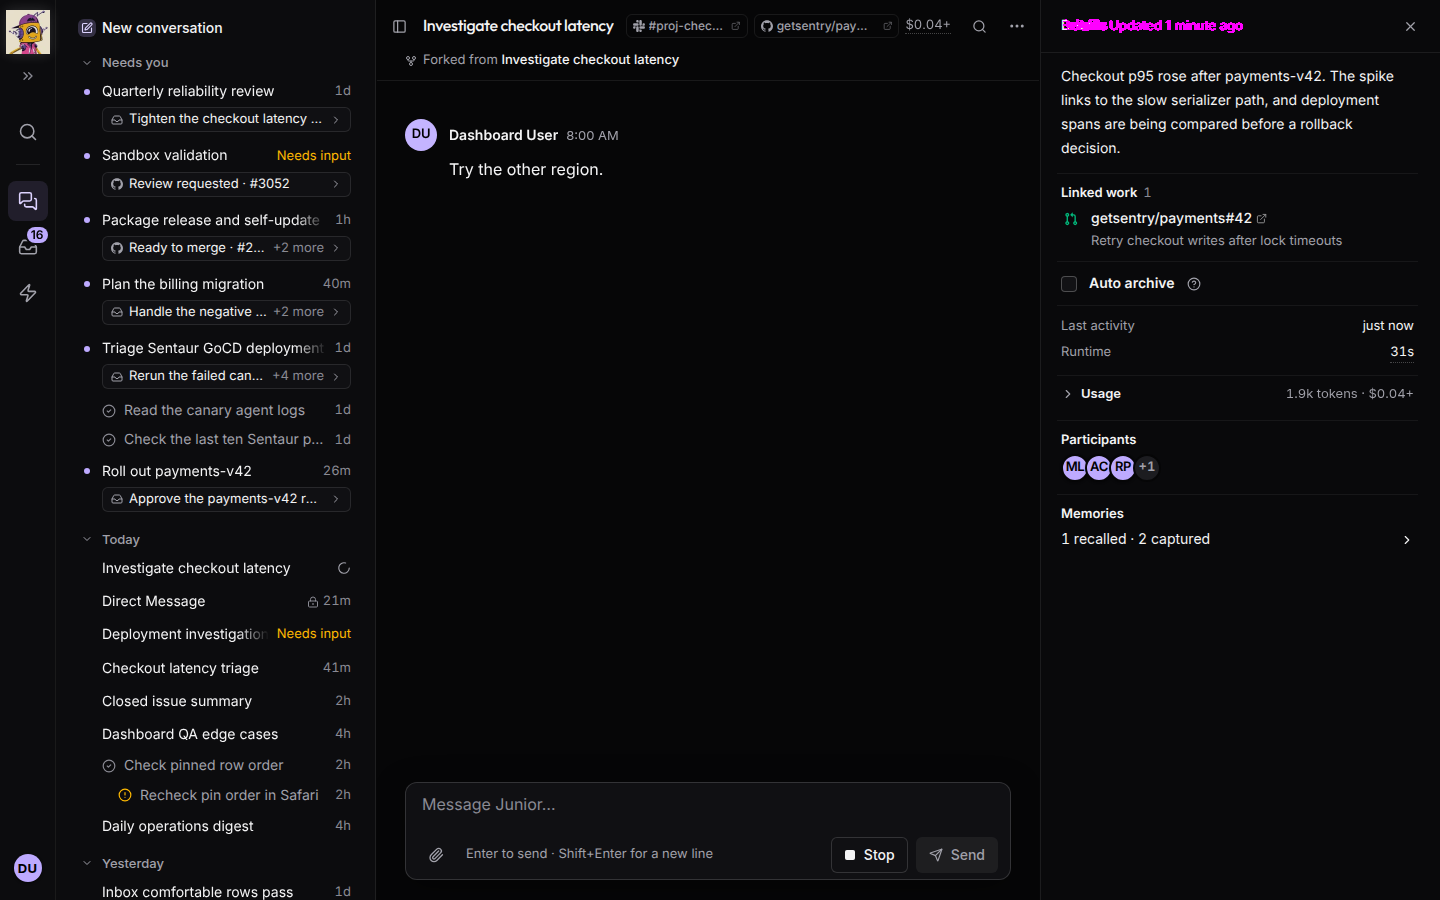 New conversation
Needs you
Quarterly reliability review 1d
Tighten the checkout latency ...
Sandbox validation Needs input
Review requested · #3052
Package release and self-update 1h
Ready to merge · #2... +2 more
Plan the billing migration 40m
Handle the negative ... +2 more
Triage Sentaur GoCD deployment 1d
Rerun the failed can... +4 more
Read the canary agent logs 1d
Check the last ten Sentaur p... 1d
Roll out payments-v42 26m
Approve the payments-v42 r...
Today
Investigate checkout latency
Direct Message 21m
Deployment investigation Needs input
Checkout latency triage 41m
Closed issue summary 2h
Dashboard QA edge cases 4h
Check pinned row order 2h
Recheck pin order in Safari 2h
Daily operations digest 4h
Yesterday
Inbox comfortable rows pass 1d
16
DU
Investigate checkout latency #proj-chec... getsentry/pay... $0.04+
Forked from Investigate checkout latency
DU Dashboard User 8:00 AM
Try the other region.
Message Junior...
Enter to send · Shift+Enter for a new line Stop Send
Updated 1 minute ago
Checkout p95 rose after payments-v42. The spike
links to the slow serializer path, and deployment
spans are being compared before a rollback
decision.
Linked work 1
getsentry/payments#42
Retry checkout writes after lock timeouts
Auto archive
Last activity just now
Runtime 31s
Usage 1.9k tokens · $0.04+
Participants
ML AC RP +1
Memories
1 recalled · 2 captured